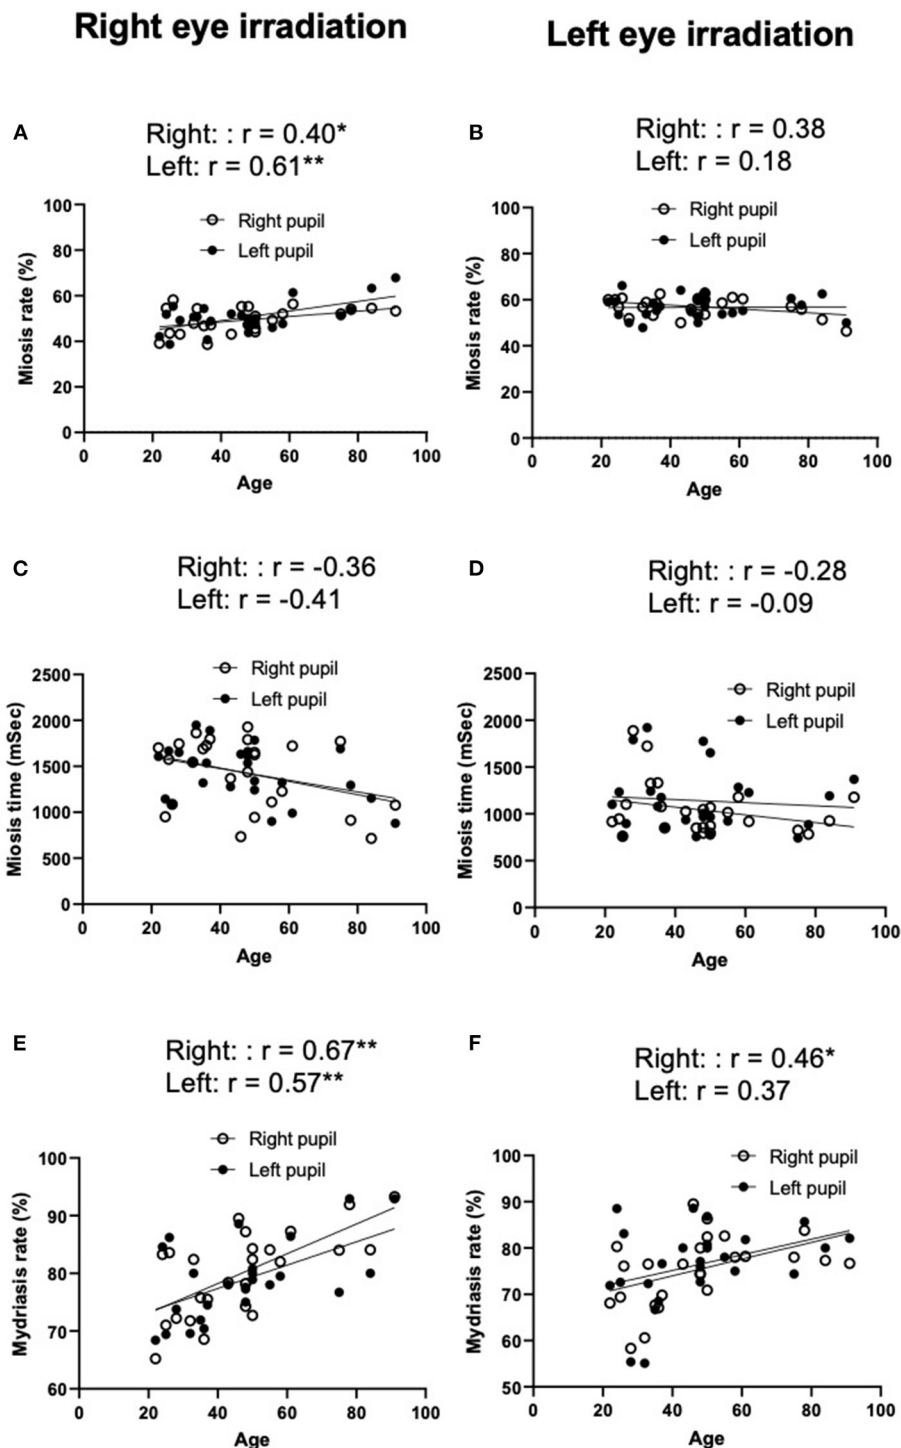 Right eye irradiation
Left eye irradiation
A
Right: : r = 0.40*
Left: r = 0.61**
Right pupil
Left pupil
100
80
60
40
20
0
Miosis rate (%)
0 20 40 60 80 100
Age
B
Right: : r = 0.38
Left: r = 0.18
Right pupil
Left pupil
100
80
60
40
20
0
Miosis rate (%)
0 20 40 60 80 100
Age
C
Right: : r = -0.36
Left: r = -0.41
Right pupil
Left pupil
2500
2000
1500
1000
500
0
Miosis time (mSec)
0 20 40 60 80 100
Age
D
Right: : r = -0.28
Left: r = -0.09
Right pupil
Left pupil
2500
2000
1500
1000
500
0
Miosis time (mSec)
0 20 40 60 80 100
Age
E
Right: : r = 0.67**
Left: r = 0.57**
Right pupil
Left pupil
100
90
80
70
60
Mydriasis rate (%)
0 20 40 60 80 100
Age
F
Right: : r = 0.46*
Left: r = 0.37
Right pupil
Left pupil
100
90
80
70
60
50
Mydriasis rate (%)
0 20 40 60 80 100
Age